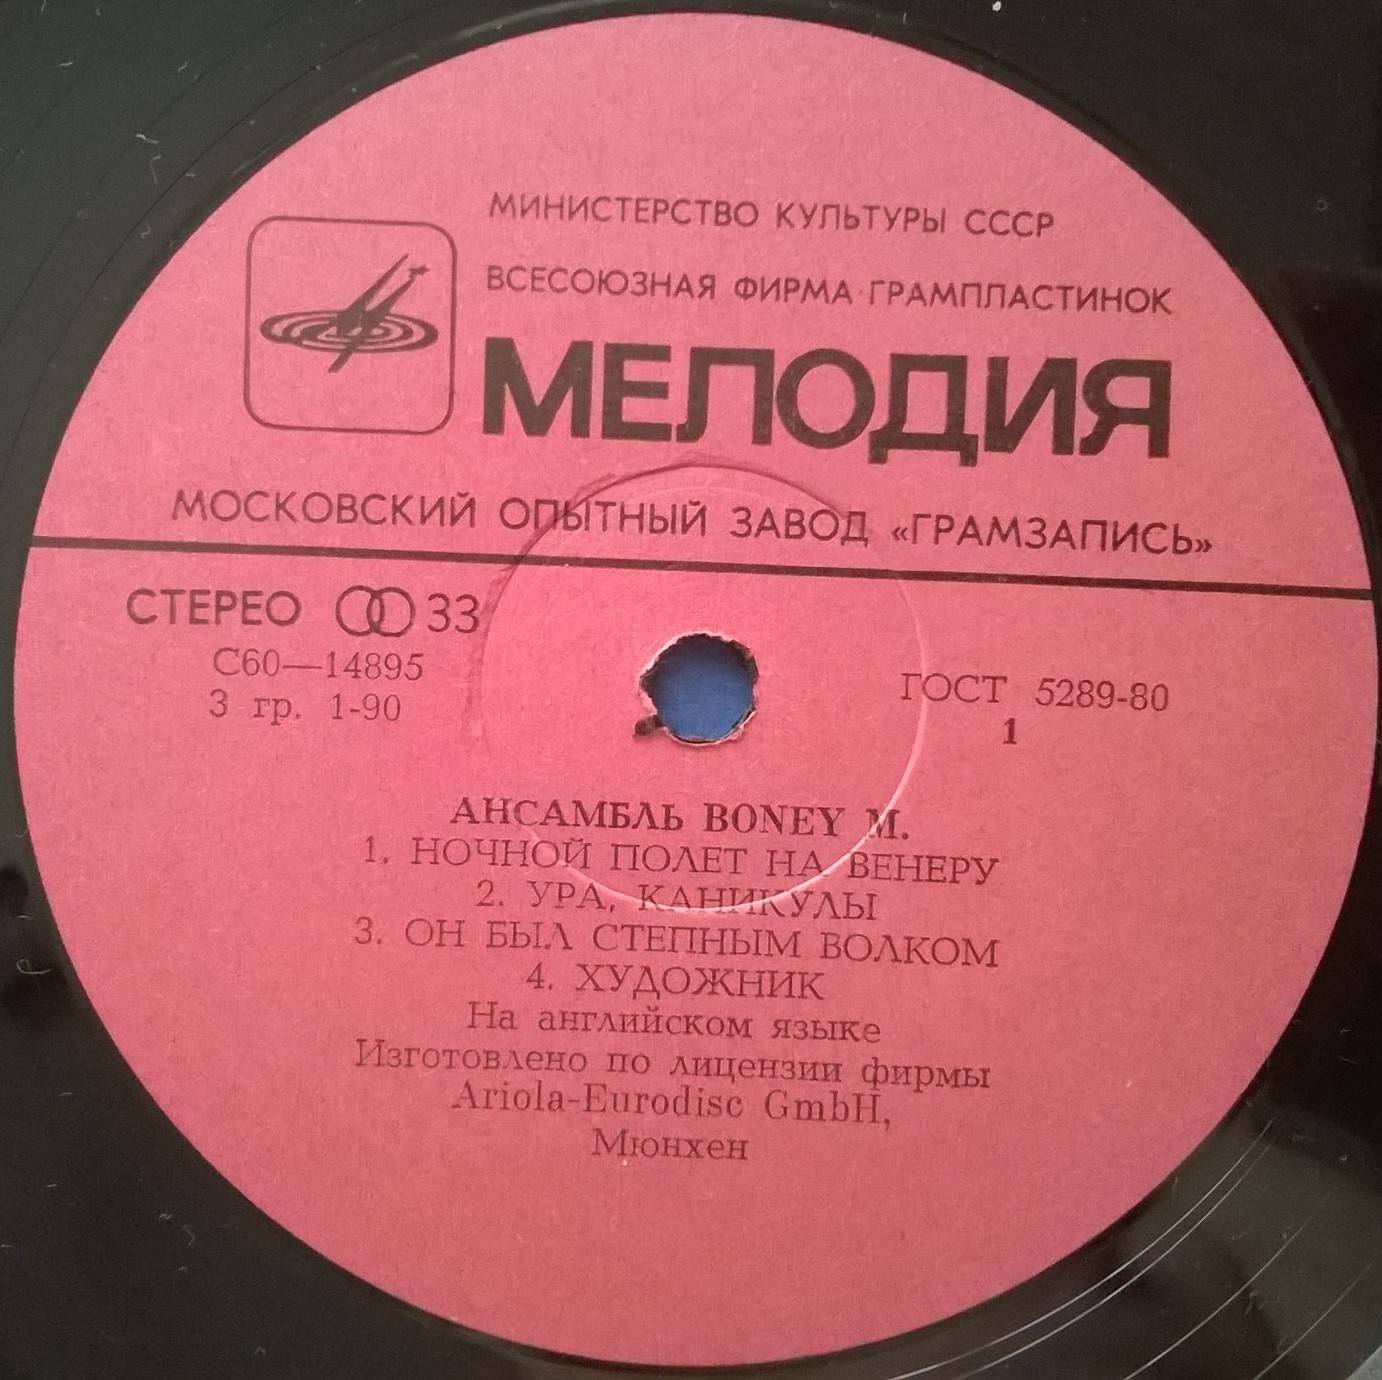 МИНИСТЕРСТВО КУЛЬТУРЫ СССР
ВСЕСОЮЗНАЯ ФИРМА ГРАМПЛАСТИНОК
МЕЛОДИЯ
МОСКОВСКИЙ ОПЫТНЫЙ ЗАВОД «ГРАМЗАПИСЬ»
СТЕРЕО 33
С60—14895
3 гр. 1-90
ГОСТ 5289-80
1
АНСАМБЛЬ BONEY M.
1. НОЧНОЙ ПОЛЕТ НА ВЕНЕРУ
2. УРА, КАНИКУЛЫ
3. ОН БЫЛ СТЕПНЫМ ВОЛКОМ
4. ХУДОЖНИК
На английском языке
Изготовлено по лицензии фирмы
Ariola-Eurodisc GmbH,
Мюнхен